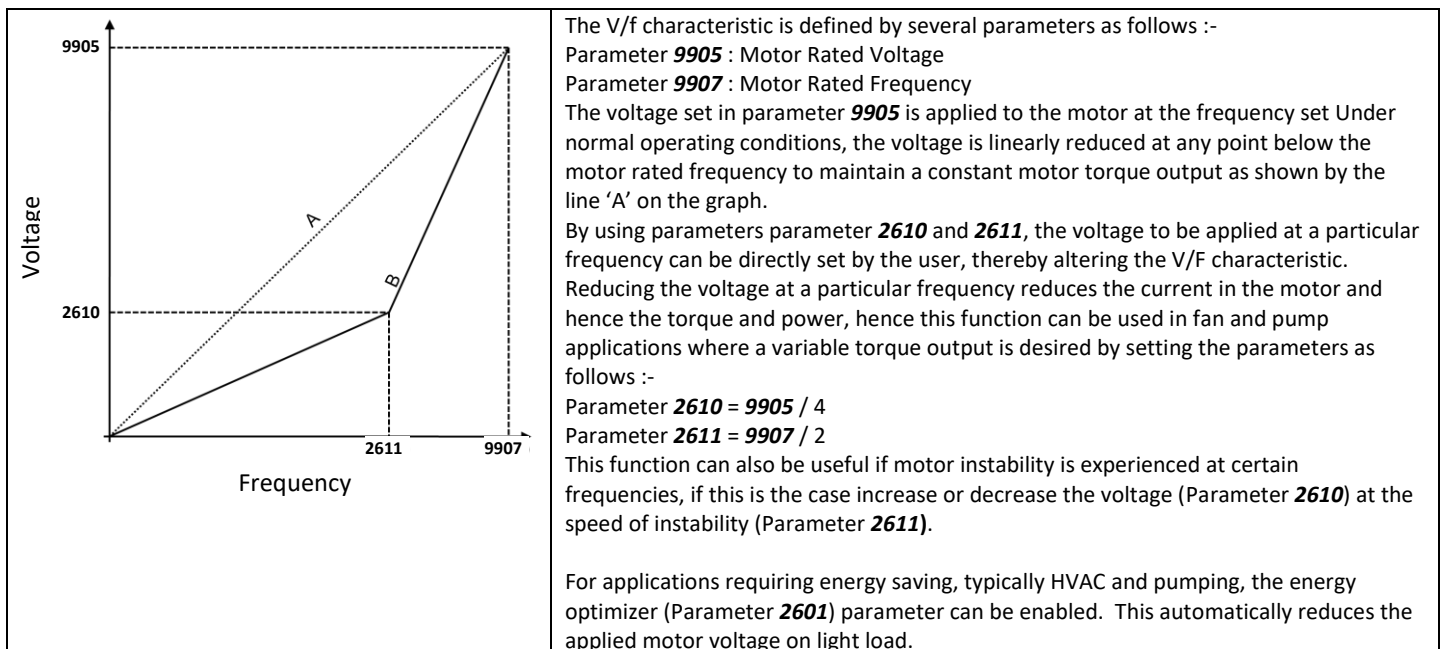 9905
A
Voltage
B
2610
2611
9907
Frequency
The V/f characteristic is defined by several parameters as follows :-
Parameter 9905 : Motor Rated Voltage
Parameter 9907 : Motor Rated Frequency
The voltage set in parameter 9905 is applied to the motor at the frequency set Under
normal operating conditions, the voltage is linearly reduced at any point below the
motor rated frequency to maintain a constant motor torque output as shown by the
line ‘A’ on the graph.
By using parameters parameter 2610 and 2611, the voltage to be applied at a particular
frequency can be directly set by the user, thereby altering the V/F characteristic.
Reducing the voltage at a particular frequency reduces the current in the motor and
hence the torque and power, hence this function can be used in fan and pump
applications where a variable torque output is desired by setting the parameters as
follows :-
Parameter 2610 = 9905 / 4
Parameter 2611 = 9907 / 2
This function can also be useful if motor instability is experienced at certain
frequencies, if this is the case increase or decrease the voltage (Parameter 2610) at the
speed of instability (Parameter 2611).
For applications requiring energy saving, typically HVAC and pumping, the energy
optimizer (Parameter 2601) parameter can be enabled.  This automatically reduces the
applied motor voltage on light load.